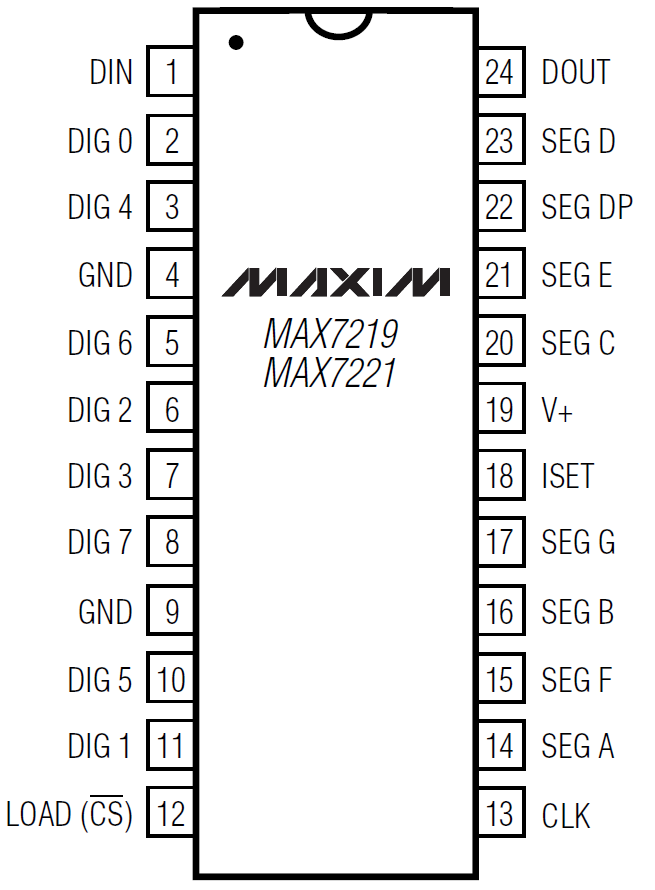 DIN 1 24 DOUT
DIG 0 2 23 SEG D
DIG 4 3 22 SEG DP
GND 4 21 SEG E
MAXIM
MAX7219
DIG 6 5 20 SEG C
MAX7221
DIG 2 6 19 V+
DIG 3 7 18 ISET
DIG 7 8 17 SEG G
GND 9 16 SEG B
DIG 5 10 15 SEG F
DIG 1 11 14 SEG A
LOAD (C̅S̅) 12 13 CLK